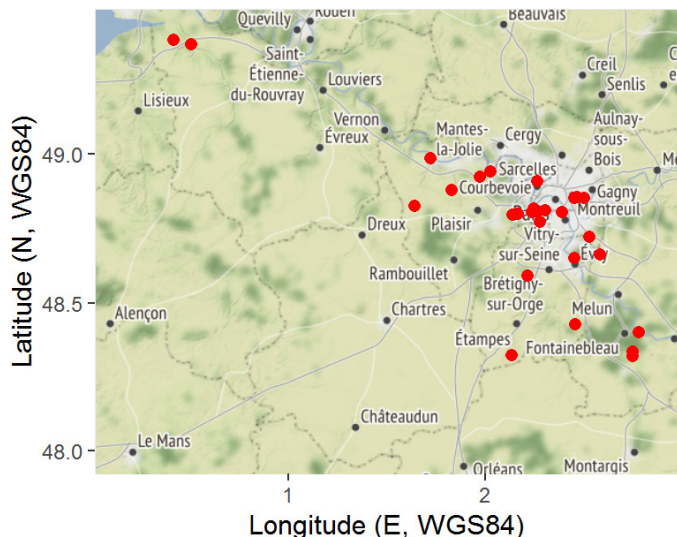 Quevilly
Rouen
Beauvais
Saint-
Étienne-
du-Rouvray
Louviers
Creil
Senlis
Lisieux
Vernon
Évreux
Mantes-
la-Jolie
Cergy
Aulnay-
sous-
Bois
49.0
Sarcelles
Courbevoie
Gagny
Montreuil
Dreux
Plaisir
Vitry-
sur-Seine
Rambouillet
Évry
Brétigny-
sur-Orge
48.5
Alençon
Chartres
Melun
Étampes
Fontainebleau
Châteaudun
48.0
Le Mans
Orléans
Montargis
1
2
Latitude (N, WGS84)
Longitude (E, WGS84)